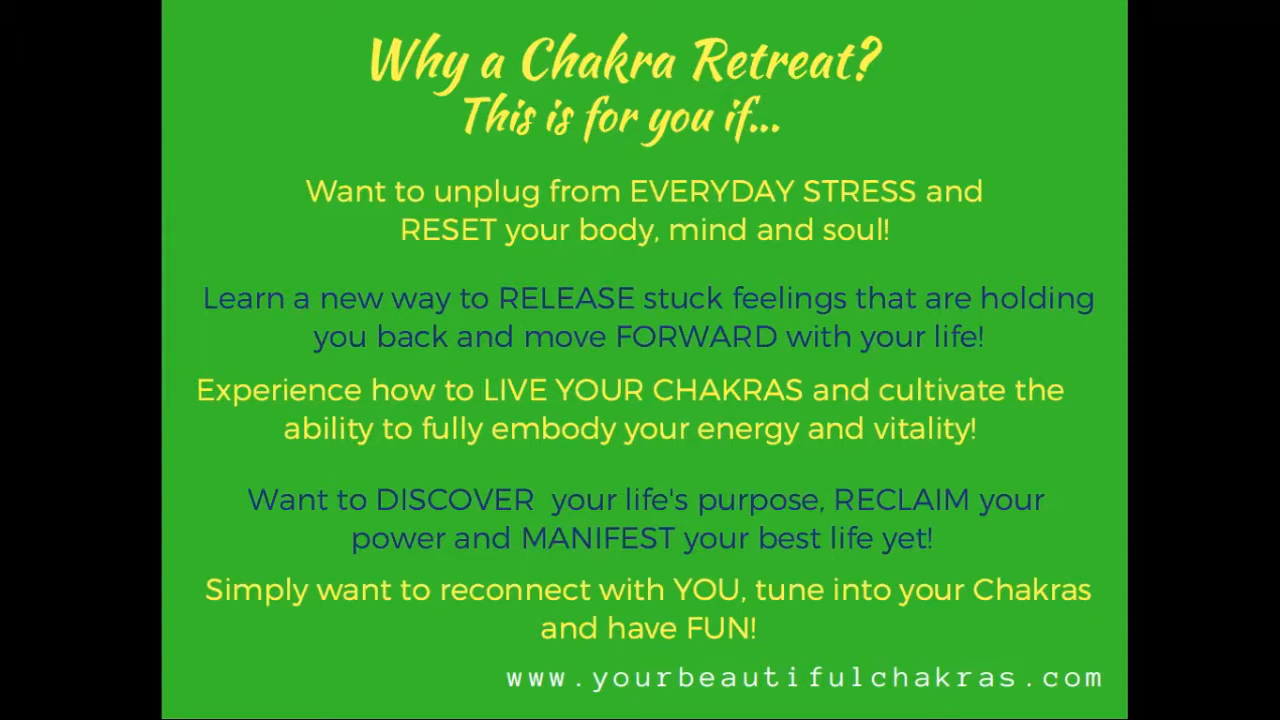 Why a Chakra Retreat?
This is for you if...
Want to unplug from EVERYDAY STRESS and
RESET your body, mind and soul!
Learn a new way to RELEASE stuck feelings that are holding
you back and move FORWARD with your life!
Experience how to LIVE YOUR CHAKRAS and cultivate the
ability to fully embody your energy and vitality!
Want to DISCOVER  your life's purpose, RECLAIM your
power and MANIFEST your best life yet!
Simply want to reconnect with YOU, tune into your Chakras
and have FUN!
www.yourbeautifulchakras.com